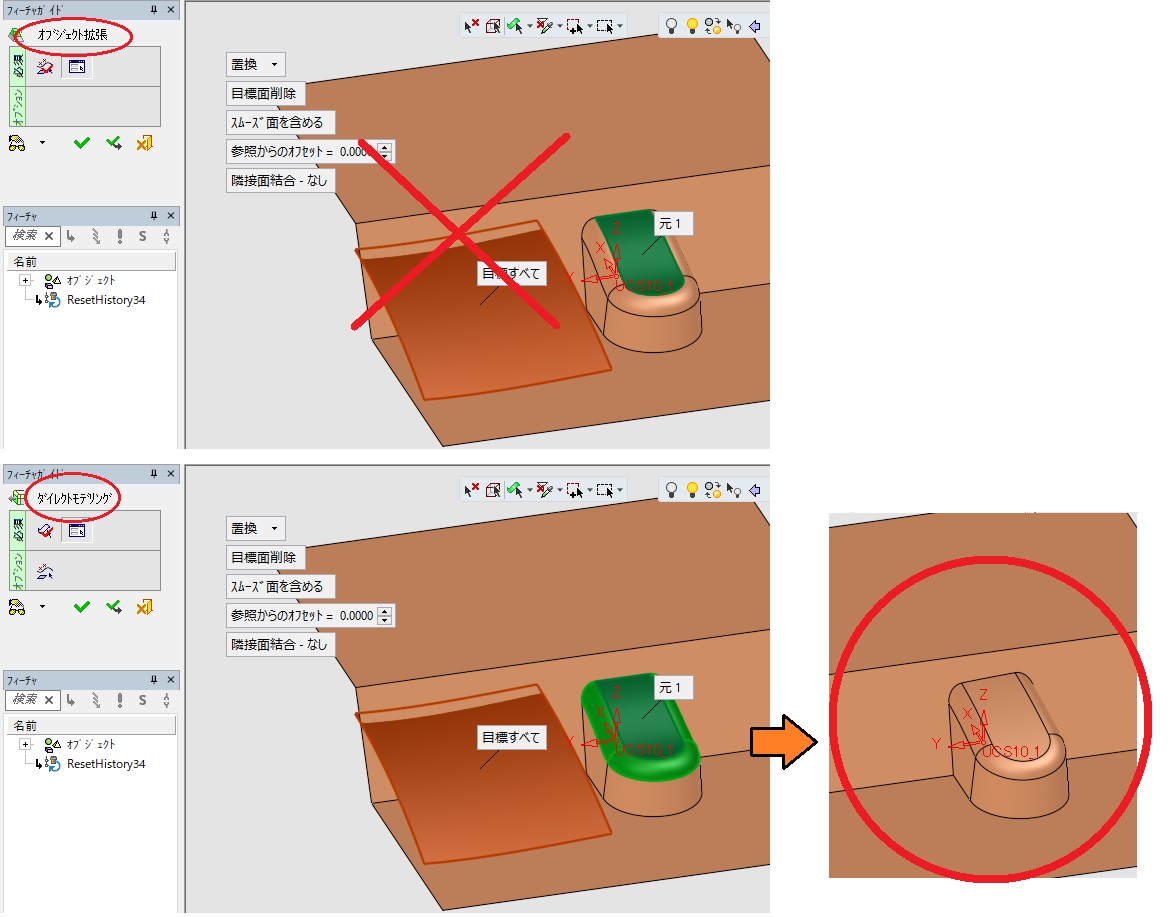 フィーチャガイド
オブジェクト拡張
必須
オプション
フィーチャ
検索
S
名前
オブジェクト
ResetHistory34
置換
目標面削除
スムーズ面を含める
参照からのオフセット = 0.000
隣接面結合 - なし
元 1
目標すべて
Z
X
Y
UCS10_1
フィーチャガイド
ダイレクトモデリング
必須
オプション
フィーチャ
検索
S
名前
オブジェクト
ResetHistory34
置換
目標面削除
スムーズ面を含める
参照からのオフセット = 0.0000
隣接面結合 - なし
元 1
目標すべて
Z
X
Y
UCS10_1
Z
X
Y
UCS10_1